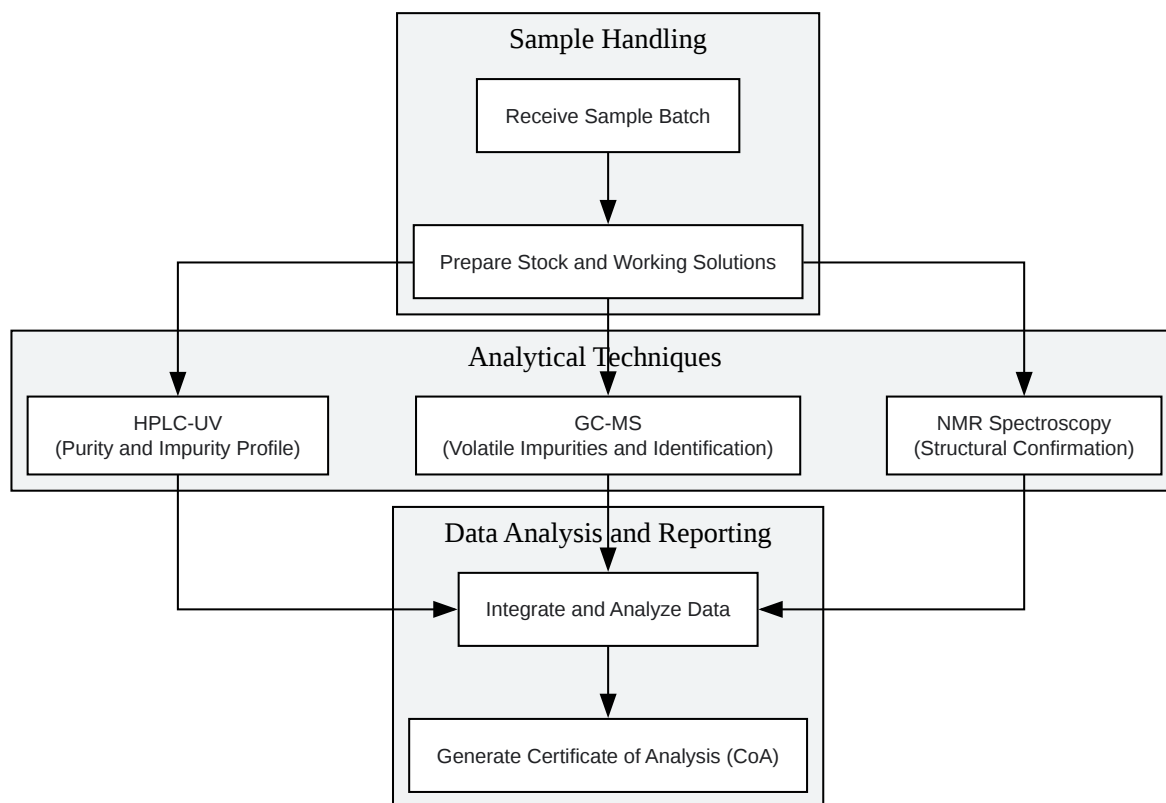 Sample Handling
Receive Sample Batch
Prepare Stock and Working Solutions
Analytical Techniques
HPLC-UV
(Purity and Impurity Profile)
GC-MS
(Volatile Impurities and Identification)
NMR Spectroscopy
(Structural Confirmation)
Data Analysis and Reporting
Integrate and Analyze Data
Generate Certificate of Analysis (CoA)